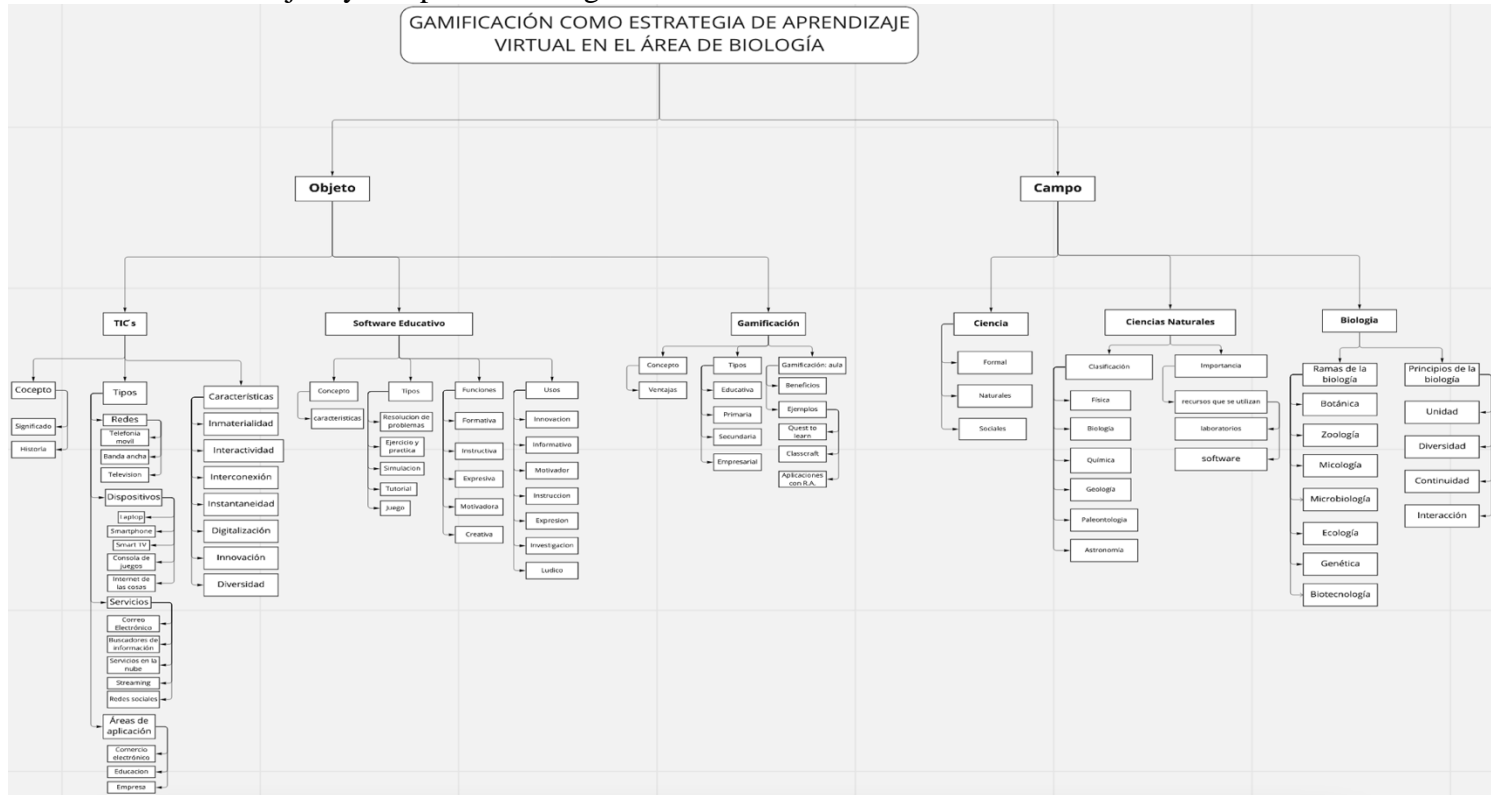 GAMIFICACIÓN COMO ESTRATEGIA DE APRENDIZAJE
VIRTUAL EN EL ÁREA DE BIOLOGÍA
Objeto
Campo
TIC's
Software Educativo
Gamificación
Ciencia
Ciencias Naturales
Biologia
Cocepto
Significado
Historia
Tipos
Redes
Telefonia
movil
Banda ancha
Television
Dispositivos
Laptop
Smartphone
Smart TV
Consola de
juegos
Internet de
las cosas
Servicios
Correo
Electrónico
Buscadores de
información
Servicios en la
nube
Streaming
Redes sociales
Áreas de
aplicación
Comercio
electrónico
Educacion
Empresa
Características
Inmaterialidad
Interactividad
Interconexión
Instantaneidad
Digitalización
Innovación
Diversidad
Concepto
caracteristicas
Tipos
Resolucion de
problemas
Ejercicio y
practica
Simulacion
Tutorial
Juego
Funciones
Formativa
Instructiva
Expresiva
Motivadora
Creativa
Usos
Innovacion
Informativo
Motivador
Instruccion
Expresion
Investigacion
Ludico
Concepto
Ventajas
Tipos
Educativa
Primaria
Secundaria
Empresarial
Gamificación: aula
Beneficios
Ejemplos
Quest to
learn
Classcraft
Aplicaciones
con R.A.
Formal
Naturales
Sociales
Clasificación
Física
Biología
Química
Geología
Paleontología
Astronomía
Importancia
recursos que se utilizan
laboratorios
software
Ramas de la
biología
Botánica
Zoología
Micología
Microbiología
Ecología
Genética
Biotecnología
Principios de la
biología
Unidad
Diversidad
Continuidad
Interacción